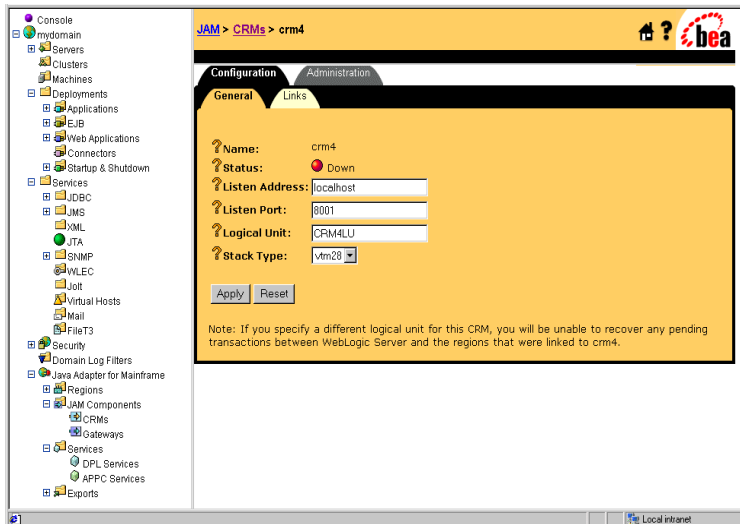 Console
mydomain
Servers
Clusters
Machines
Deployments
Applications
EJB
Web Applications
Connectors
Startup & Shutdown
Services
JDBC
JMS
XML
JTA
SNMP
WLEC
Jolt
Virtual Hosts
Mail
FileT3
Security
Domain Log Filters
Java Adapter for Mainframe
Regions
JAM Components
CRMs
Gateways
Services
DPL Services
APPC Services
Exports
JAM > CRMs > crm4
? bea
Configuration Administration
General Links
? Name: crm4
? Status: Down
? Listen Address: localhost
? Listen Port: 8001
? Logical Unit: CRM4LU
? Stack Type: vtm28
Apply Reset
Note: If you specify a different logical unit for this CRM, you will be unable to recover any pending
transactions between WebLogic Server and the regions that were linked to crm4.
Local intranet